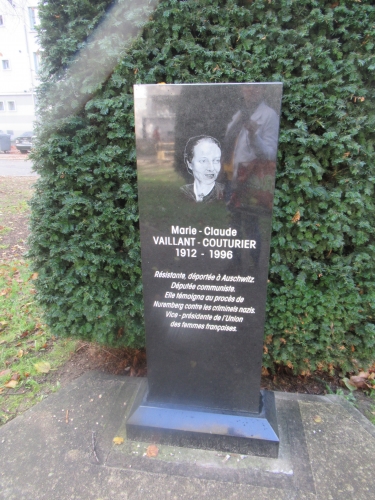 Marie - Claude
VAILLANT - COUTURIER
1912 - 1996
Résistante, déportée à Auschwitz.
Députée communiste.
Elle témoigna au procès de
Nuremberg contre les criminels nazis.
Vice - présidente de l'Union
des femmes françaises.